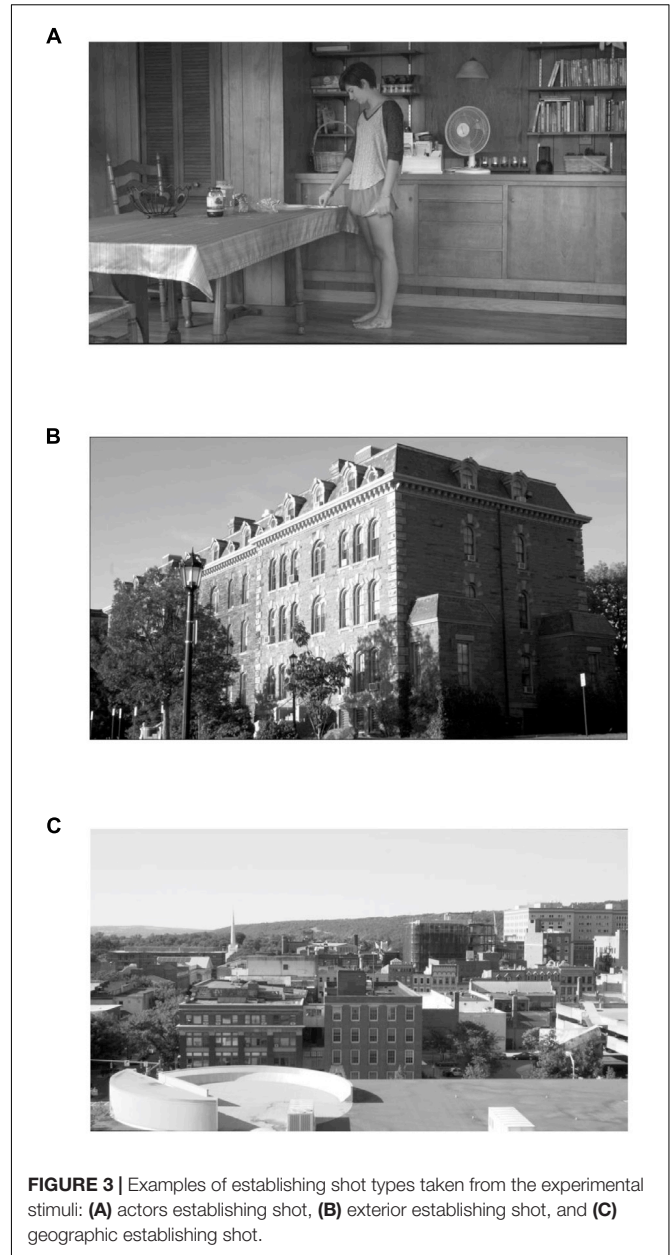 A
B
C
FIGURE 3 | Examples of establishing shot types taken from the experimental
stimuli: (A) actors establishing shot, (B) exterior establishing shot, and (C)
geographic establishing shot.